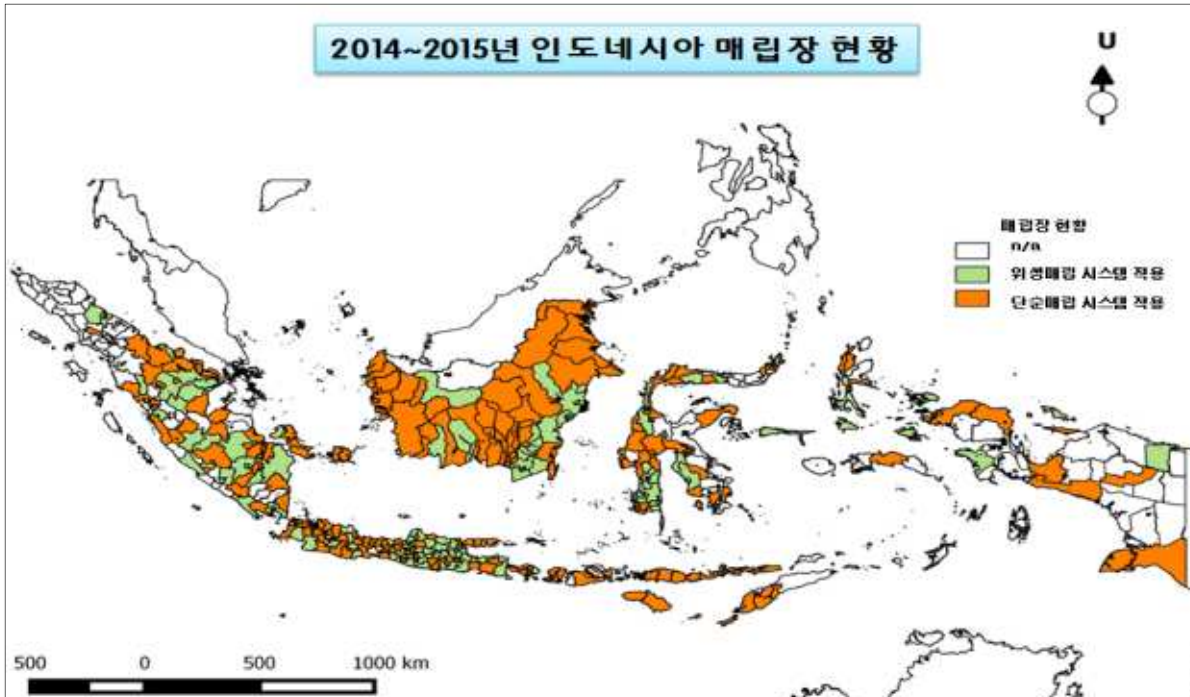 2014~2015년 인도네시아 매립장 현황
U
매립장 현황
n/a
위생매립 시스템 적용
단순매립 시스템 적용
500 0 500 1000 km